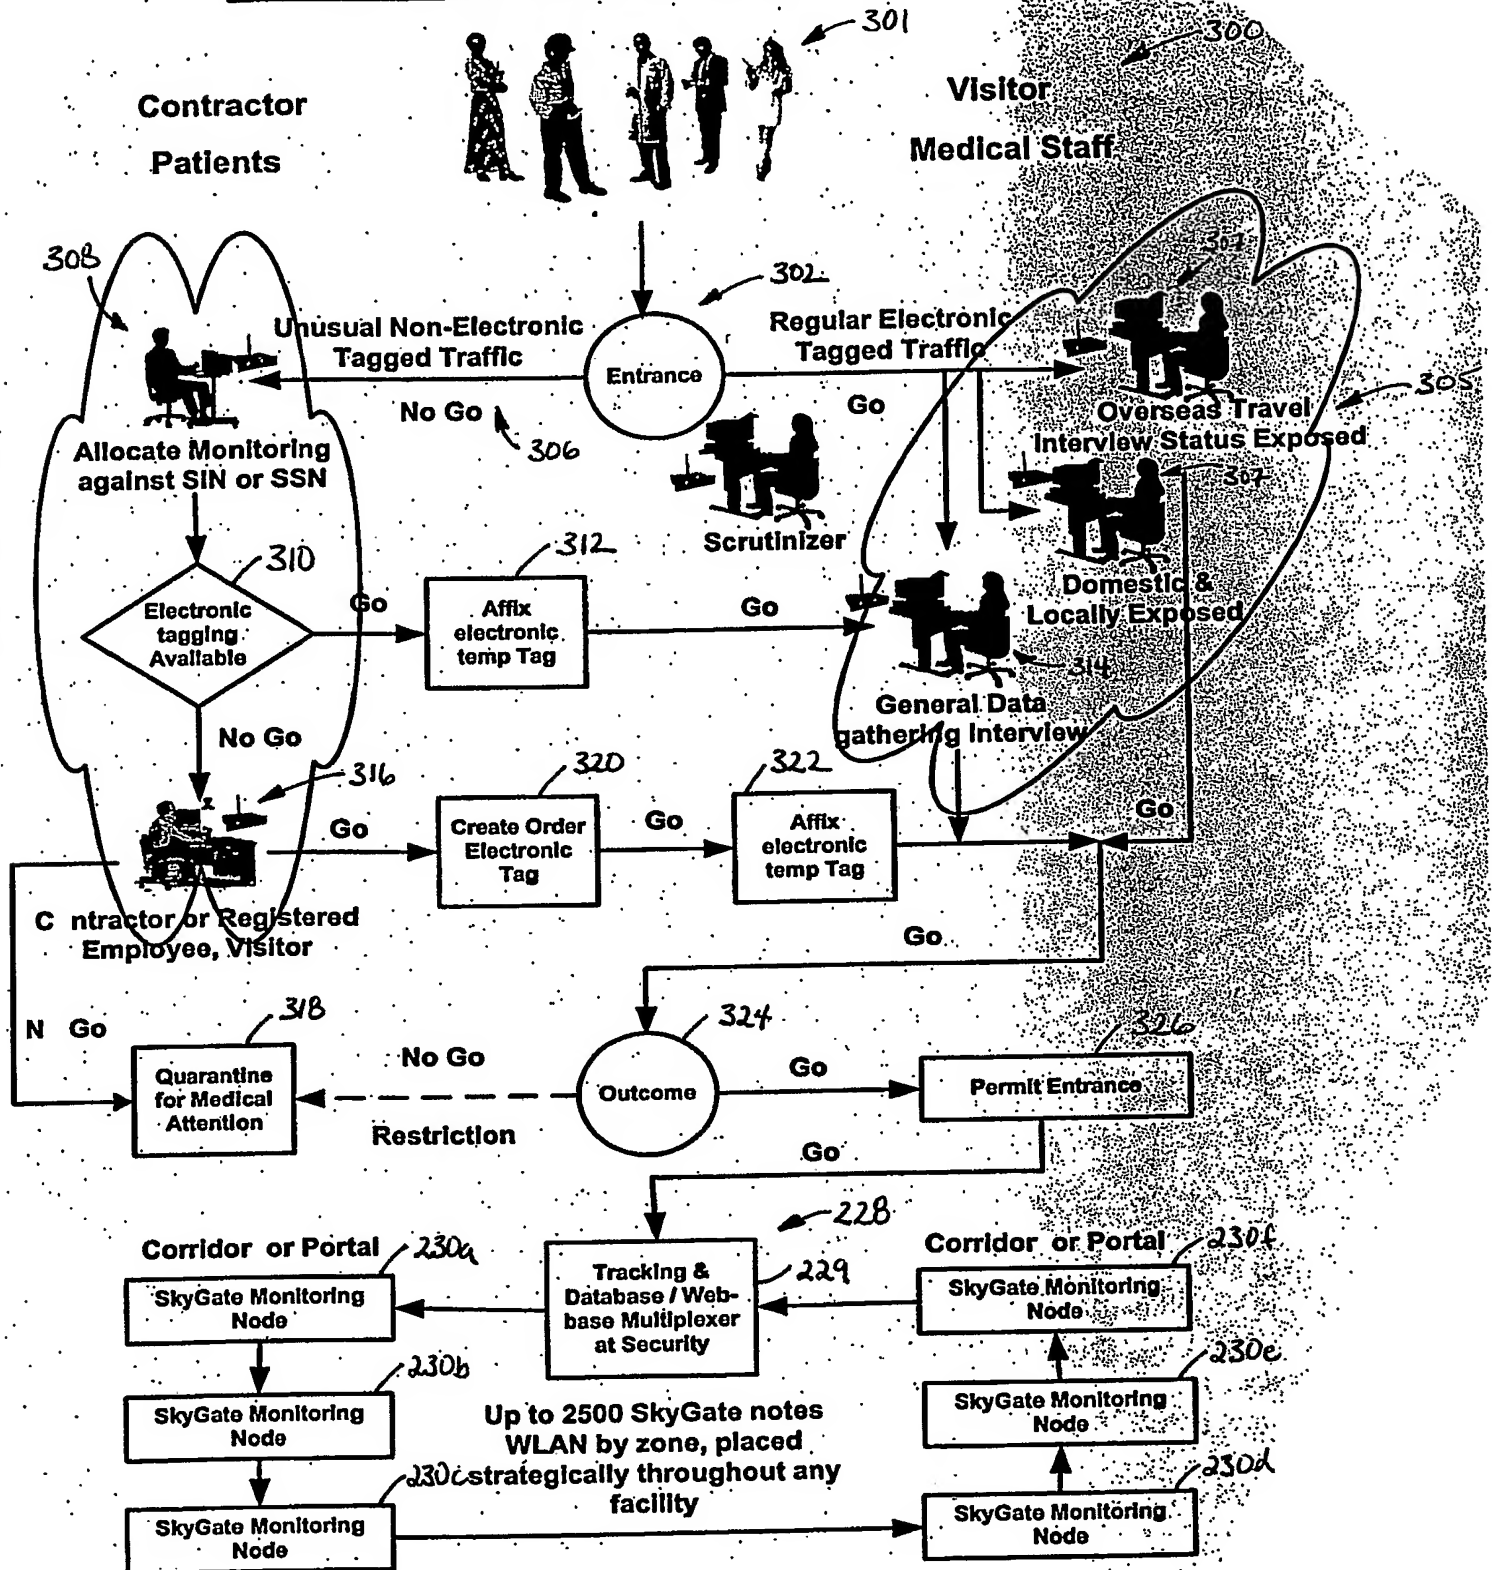 301
300
Contractor
Patients
Visitor
Medical Staff
308
302
307
Unusual Non-Electronic
Tagged Traffic
Regular Electronic
Tagged Traffic
Entrance
No Go
306
Go
305
Overseas Travel
Interview Status Exposed
Allocate Monitoring
against SIN or SSN
307
Scrutinizer
310
312
Domestic &
Locally Exposed
Electronic
tagging
Available
Go
Affix
electronic
temp Tag
Go
314
General Data
gathering Interview
No Go
316
320
322
Go
Create Order
Electronic
Tag
Go
Affix
electronic
temp Tag
Go
C ntractor or Registered
Employee, Visitor
Go
318
324
326
N Go
Quarantine
for Medical
Attention
No Go
Restriction
Outcome
Go
Permit Entrance
Go
228
Corridor or Portal
230a
Corridor or Portal
230f
SkyGate Monitoring
Node
Tracking &
Database / Web-
base Multiplexer
at Security
229
SkyGate Monitoring
Node
230b
230e
SkyGate Monitoring
Node
Up to 2500 SkyGate notes
WLAN by zone, placed
strategically throughout any
facility
SkyGate Monitoring
Node
230c
230d
SkyGate Monitoring
Node
SkyGate Monitoring
Node